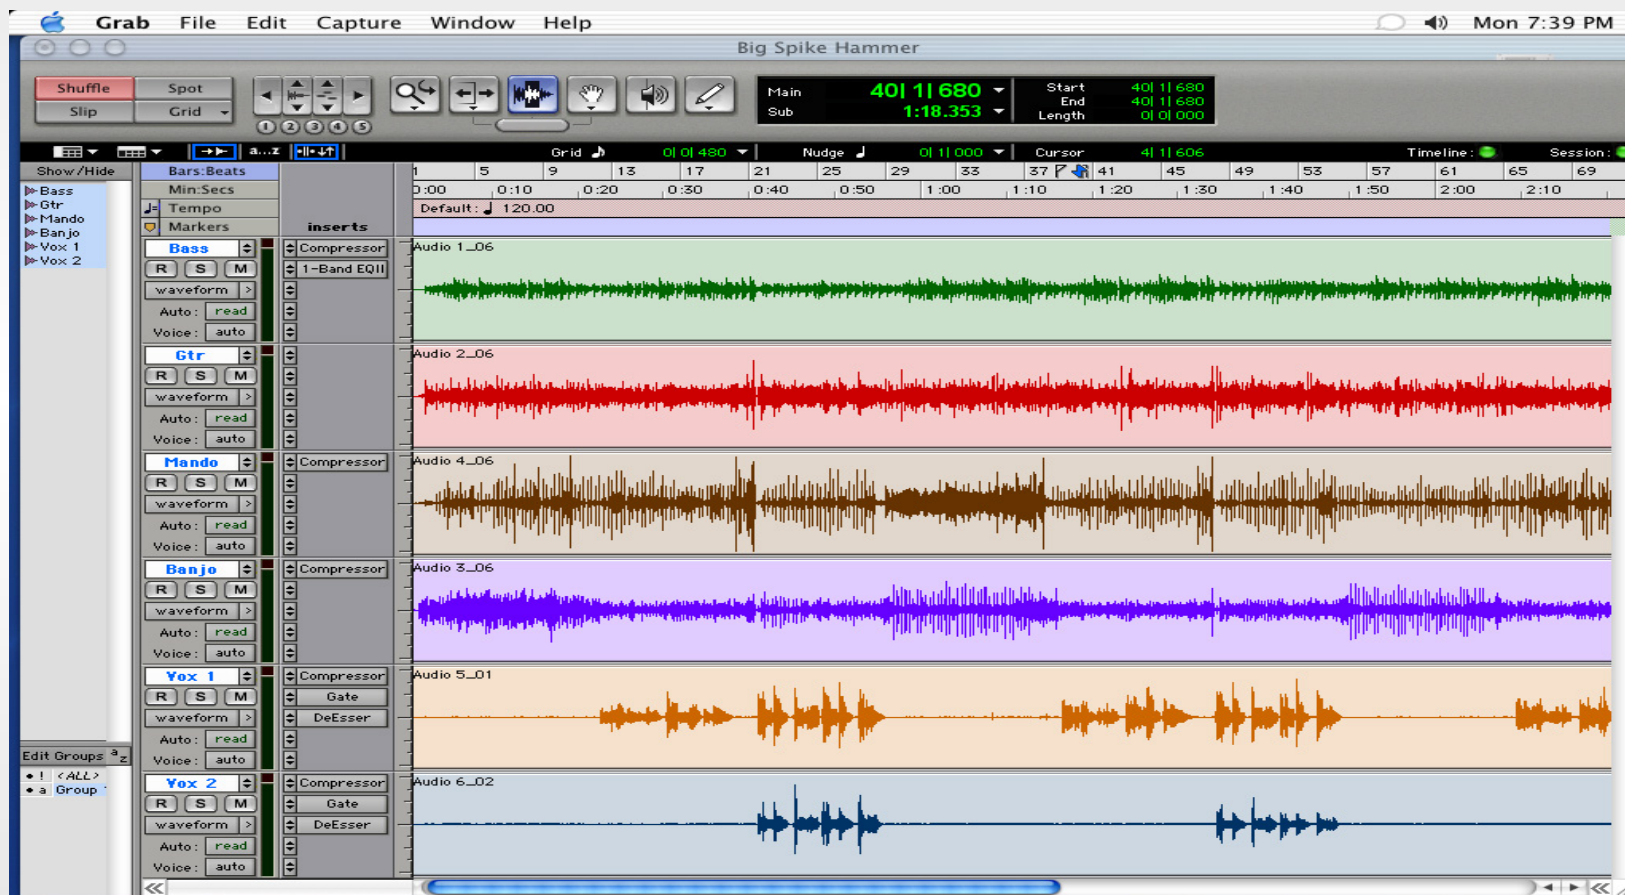 Grab File Edit Capture Window Help Mon 7:39 PM
Big Spike Hammer
Shuffle Spot
Slip Grid
1 2 3 4 5
Main 40| 1| 680
Sub 1:18.353
Start 40| 1| 680
End 40| 1| 680
Length 0| 0| 000
a...z Grid 0| 0| 480 Nudge 0| 1| 000 Cursor 4| 1| 606 Timeline: Session:
Show/Hide
Bass
Gtr
Mando
Banjo
Vox 1
Vox 2
Bars:Beats 1 5 9 13 17 21 25 29 33 37 41 45 49 53 57 61 65 69
Min:Secs 0:00 0:10 0:20 0:30 0:40 0:50 1:00 1:10 1:20 1:30 1:40 1:50 2:00 2:10
Tempo Default: 120.00
Markers inserts
Bass Compressor Audio 1_06
R S M 1-Band EQII
waveform >
Auto: read
Voice: auto
Gtr Audio 2_06
R S M
waveform >
Auto: read
Voice: auto
Mando Compressor Audio 4_06
R S M
waveform >
Auto: read
Voice: auto
Banjo Compressor Audio 3_06
R S M
waveform >
Auto: read
Voice: auto
Vox 1 Compressor Audio 5_01
R S M Gate
waveform > DeEsser
Auto: read
Voice: auto
Edit Groups a z
! <ALL>
a Group
Vox 2 Compressor Audio 6_02
R S M Gate
waveform > DeEsser
Auto: read
Voice: auto